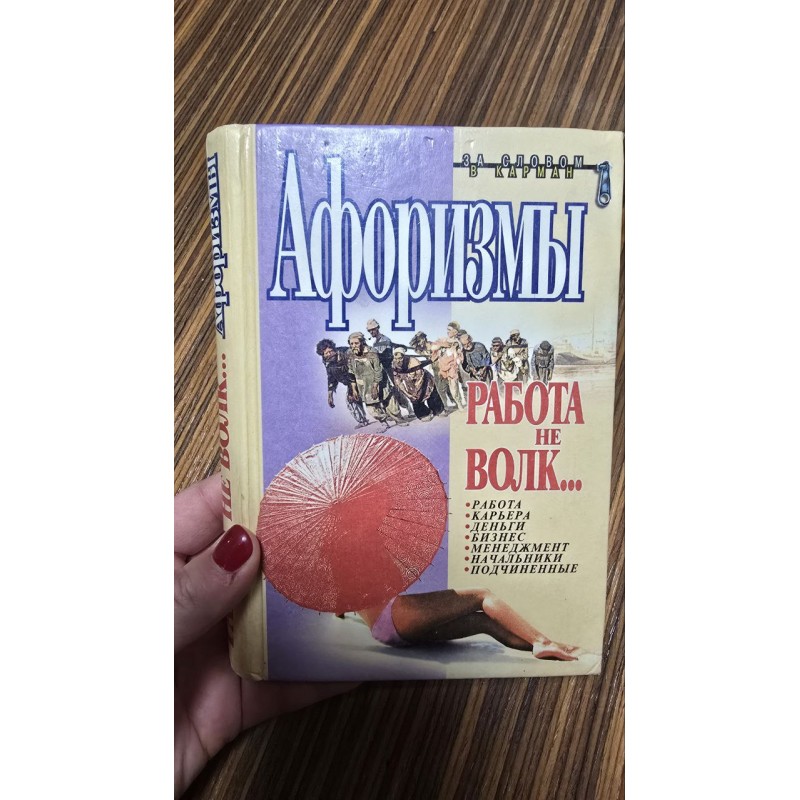 ЗА СЛОВОМ
В КАРМАН
Афоризмы
РАБОТА
НЕ
ВОЛК...
•РАБОТА
•КАРЬЕРА
•ДЕНЬГИ
•БИЗНЕС
•МЕНЕДЖМЕНТ
•НАЧАЛЬНИКИ
•ПОДЧИНЕННЫЕ
НЕ ВОЛК... Афоризмы